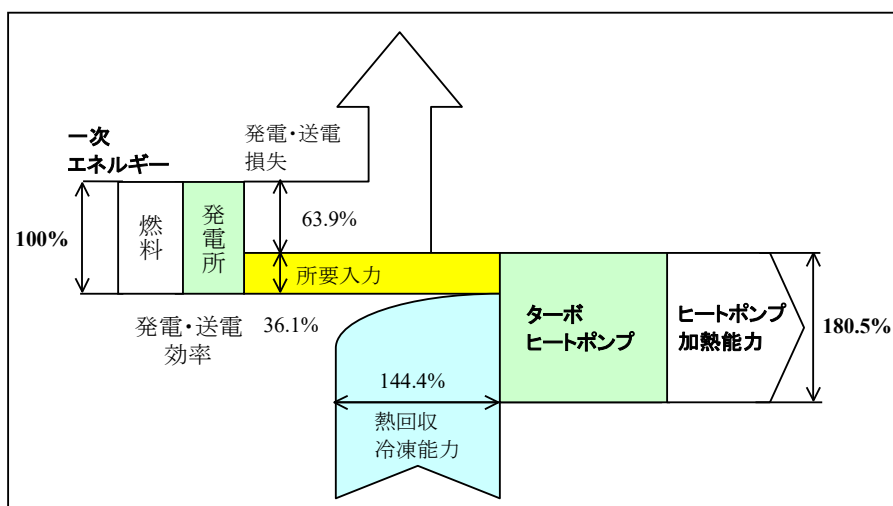 一次
エネルギー
発電・送電
損失
100%
燃料
発電所
63.9%
所要入力
発電・送電
効率
36.1%
ターボ
ヒートポンプ
ヒートポンプ
加熱能力
180.5%
144.4%
熱回収
冷凍能力